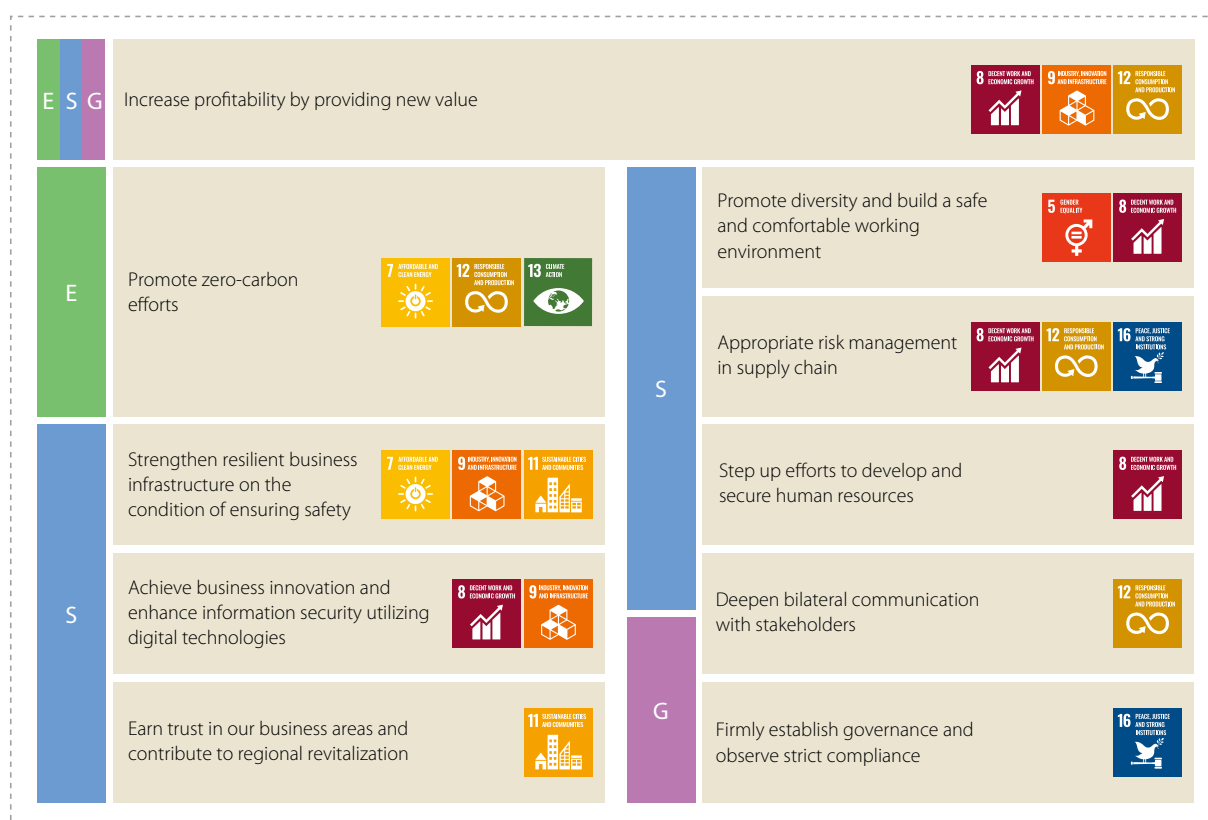 E S G
Increase profitability by providing new value
8 DECENT WORK AND
ECONOMIC GROWTH
9 INDUSTRY, INNOVATION
AND INFRASTRUCTURE
12 RESPONSIBLE
CONSUMPTION
AND PRODUCTION
E
Promote zero-carbon
efforts
7 AFFORDABLE AND
CLEAN ENERGY
12 RESPONSIBLE
CONSUMPTION
AND PRODUCTION
13 CLIMATE
ACTION
S
Strengthen resilient business
infrastructure on the
condition of ensuring safety
7 AFFORDABLE AND
CLEAN ENERGY
9 INDUSTRY, INNOVATION
AND INFRASTRUCTURE
11 SUSTAINABLE CITIES
AND COMMUNITIES
Achieve business innovation and
enhance information security utilizing
digital technologies
8 DECENT WORK AND
ECONOMIC GROWTH
9 INDUSTRY, INNOVATION
AND INFRASTRUCTURE
Earn trust in our business areas and
contribute to regional revitalization
11 SUSTAINABLE CITIES
AND COMMUNITIES
S
Promote diversity and build a safe
and comfortable working
environment
5 GENDER
EQUALITY
8 DECENT WORK AND
ECONOMIC GROWTH
Appropriate risk management
in supply chain
8 DECENT WORK AND
ECONOMIC GROWTH
12 RESPONSIBLE
CONSUMPTION
AND PRODUCTION
16 PEACE, JUSTICE
AND STRONG
INSTITUTIONS
Step up efforts to develop and
secure human resources
8 DECENT WORK AND
ECONOMIC GROWTH
Deepen bilateral communication
with stakeholders
12 RESPONSIBLE
CONSUMPTION
AND PRODUCTION
G
Firmly establish governance and
observe strict compliance
16 PEACE, JUSTICE
AND STRONG
INSTITUTIONS